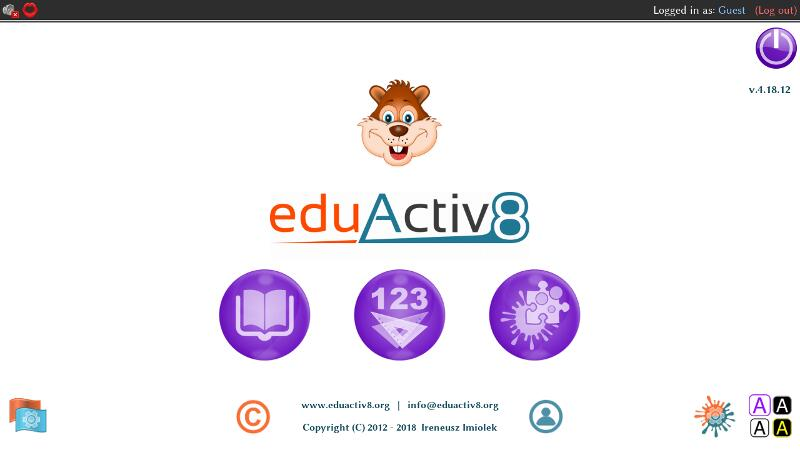 Logged in as: Guest (Log out)
v.4.18.12
eduActiv8
123
www.eduactiv8.org | info@eduactiv8.org
Copyright (C) 2012 - 2018 Ireneusz Imiolek
C
A A
A A